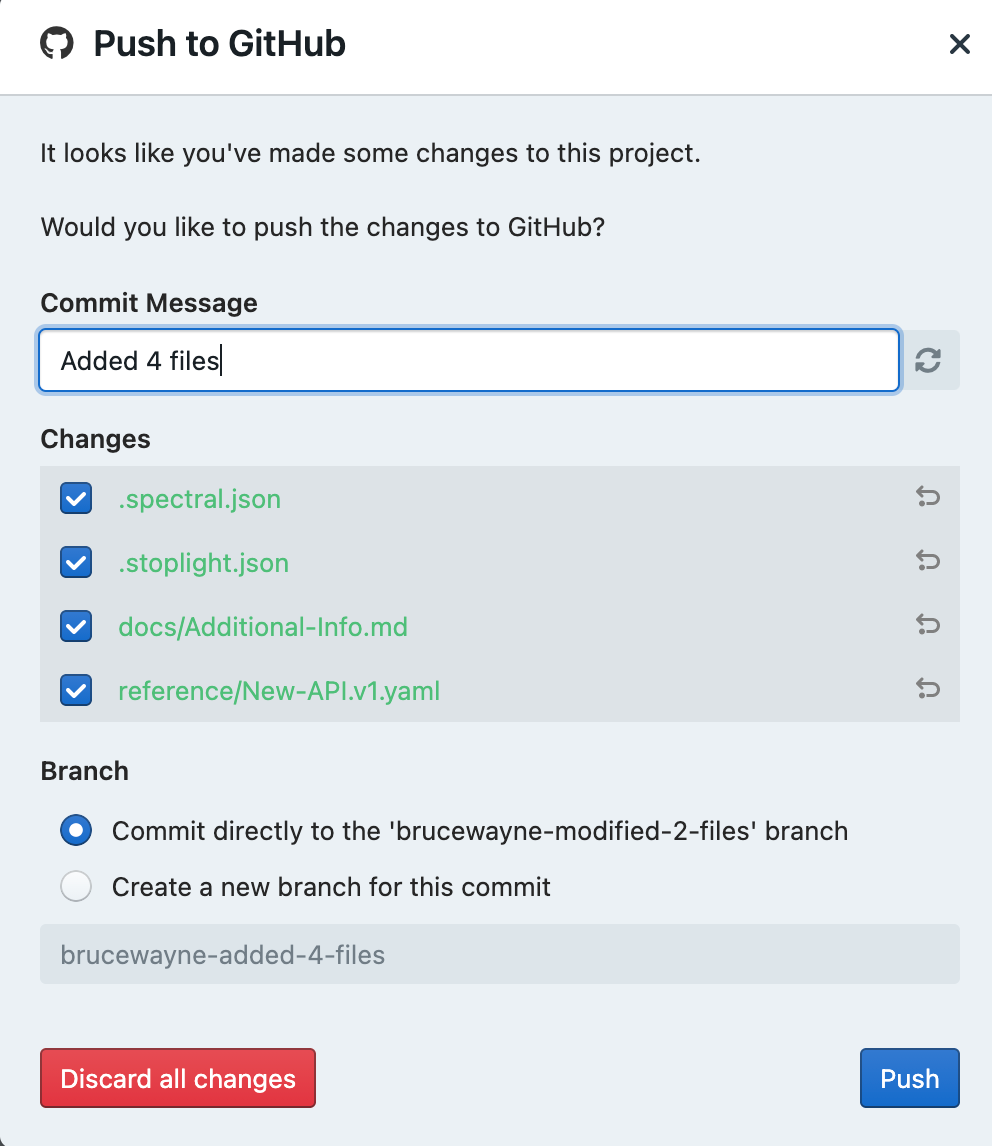 Push to GitHub
It looks like you've made some changes to this project.
Would you like to push the changes to GitHub?
Commit Message
Added 4 files
Changes
.spectral.json
.stoplight.json
docs/Additional-Info.md
reference/New-API.v1.yaml
Branch
Commit directly to the 'brucewayne-modified-2-files' branch
Create a new branch for this commit
brucewayne-added-4-files
Discard all changes
Push